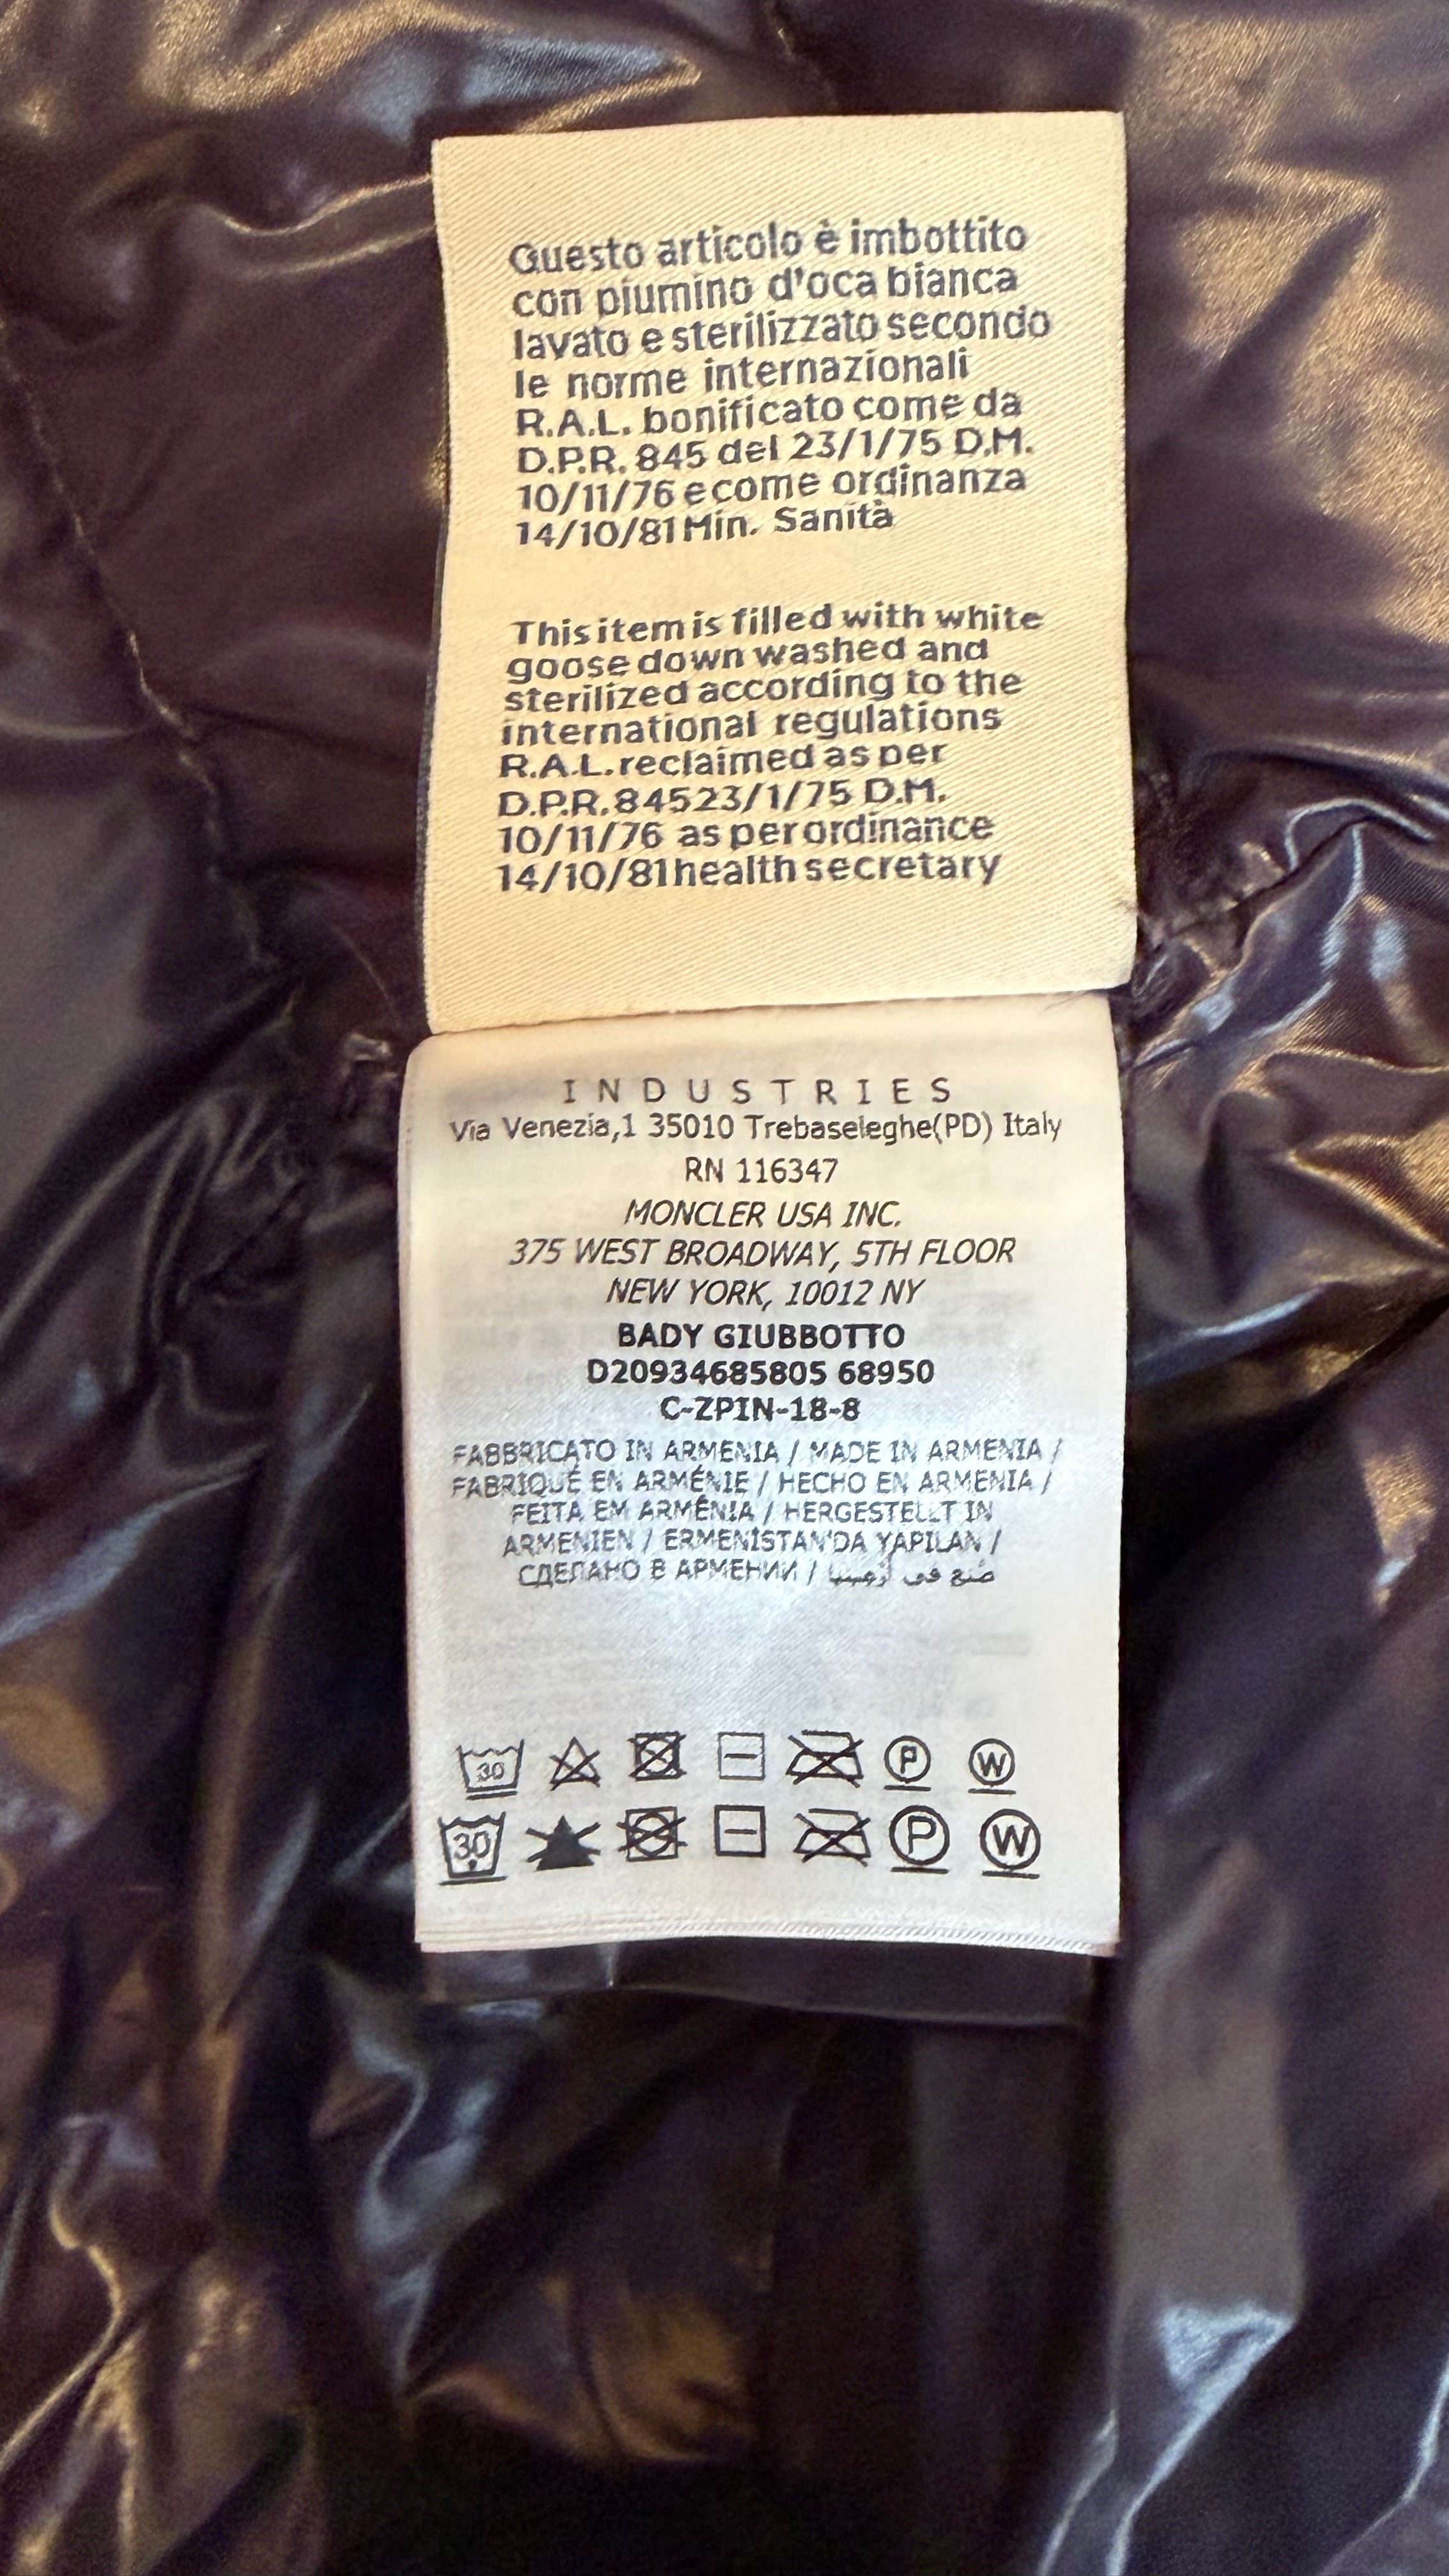 Questo articolo è imbottito
con piumino d'oca bianca
lavato e sterilizzato secondo
le norme internazionali
R.A.L. bonificato come da
D.P.R. 845 del 23/1/75 D.M.
10/11/76 e come ordinanza
14/10/81 Min. Sanità
This item is filled with white
goose down washed and
sterilized according to the
international regulations
R.A.L. reclaimed as per
D.P.R. 845 23/1/75 D.M.
10/11/76 as per ordinance
14/10/81 health secretary
INDUSTRIES
Via Venezia,1 35010 Trebaseleghe(PD) Italy
RN 116347
MONCLER USA INC.
375 WEST BROADWAY, 5TH FLOOR
NEW YORK, 10012 NY
BADY GIUBBOTTO
D20934685805 68950
C-ZPIN-18-8
FABBRICATO IN ARMENIA / MADE IN ARMENIA /
FABRIQUÉ EN ARMÉNIE / HECHO EN ARMENIA /
FEITA EM ARMÊNIA / HERGESTELLT IN
ARMENIEN / ERMENİSTAN'DA YAPILAN /
СДЕЛАНО В АРМЕНИИ / صنع في أرمينيا
30 P W
30 P W